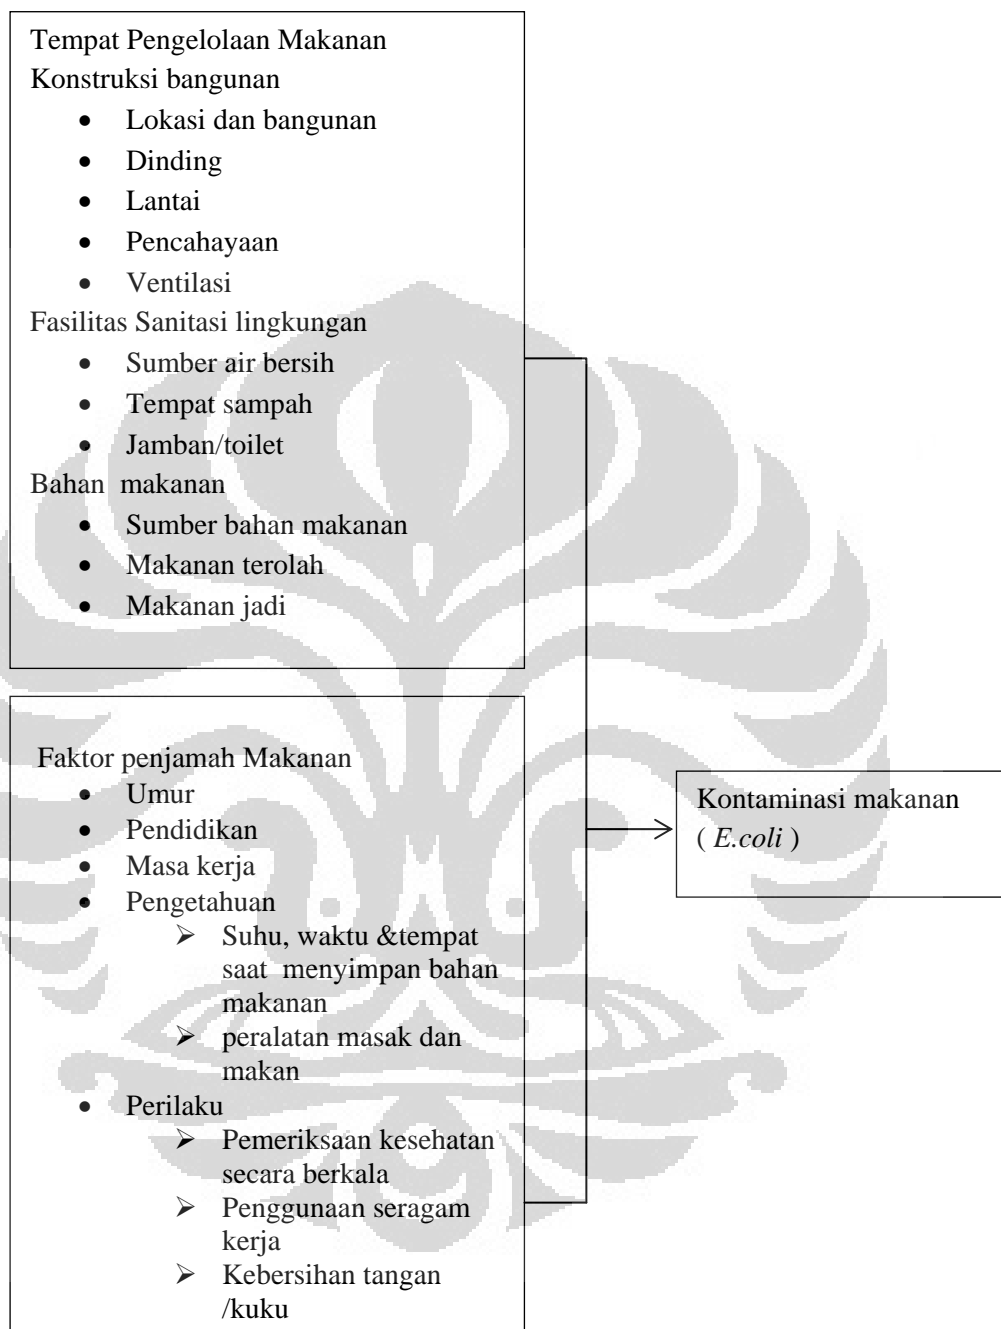 Tempat Pengelolaan Makanan
Konstruksi bangunan
• Lokasi dan bangunan
• Dinding
• Lantai
• Pencahayaan
• Ventilasi
Fasilitas Sanitasi lingkungan
• Sumber air bersih
• Tempat sampah
• Jamban/toilet
Bahan makanan
• Sumber bahan makanan
• Makanan terolah
• Makanan jadi
Faktor penjamah Makanan
• Umur
• Pendidikan
• Masa kerja
• Pengetahuan
➢ Suhu, waktu &tempat
saat menyimpan bahan
makanan
➢ peralatan masak dan
makan
• Perilaku
➢ Pemeriksaan kesehatan
secara berkala
➢ Penggunaan seragam
kerja
➢ Kebersihan tangan
/kuku
Kontaminasi makanan
( E.coli )